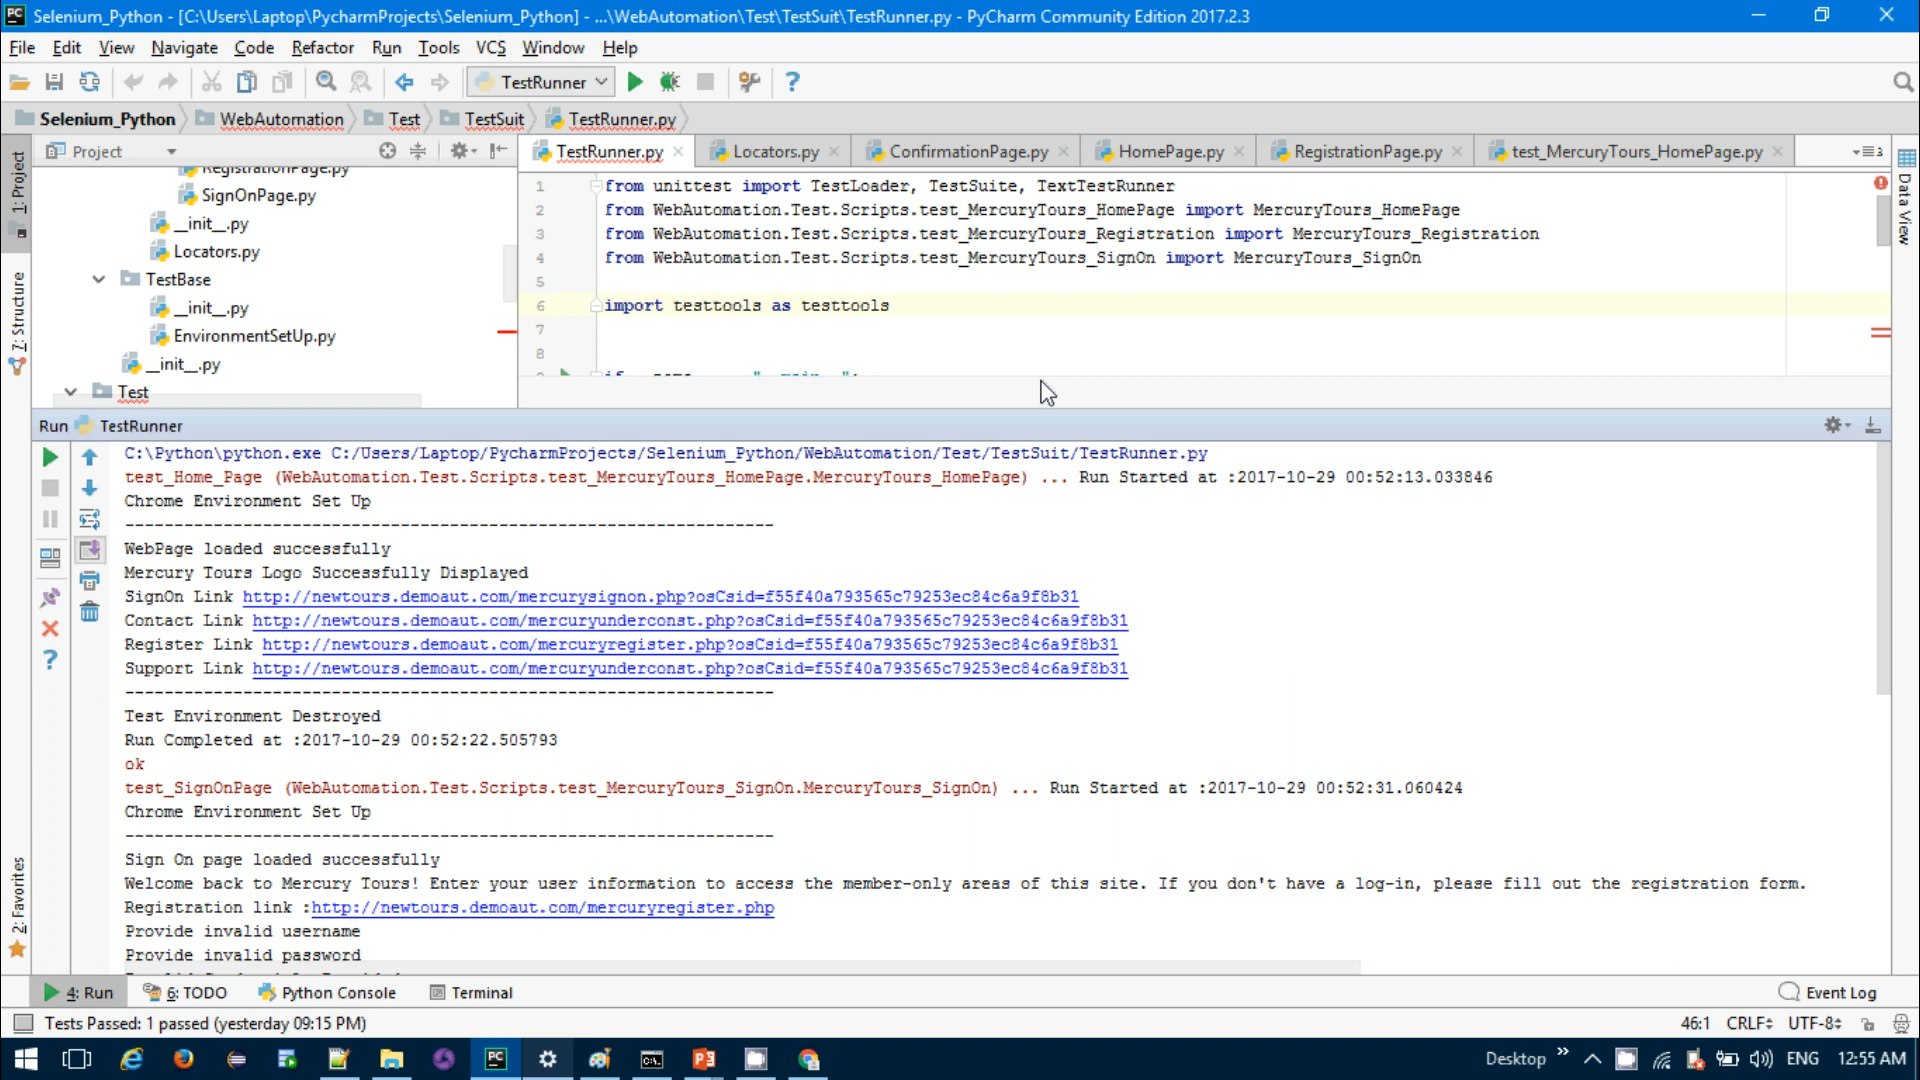 Selenium_Python - [C:\Users\Laptop\PycharmProjects\Selenium_Python] - ...\WebAutomation\Test\TestSuit\TestRunner.py - PyCharm Community Edition 2017.2.3
File Edit View Navigate Code Refactor Run Tools VCS Window Help
TestRunner
Selenium_Python WebAutomation Test TestSuit TestRunner.py
Project
TestRunner.py Locators.py ConfirmationPage.py HomePage.py RegistrationPage.py test_MercuryTours_HomePage.py
1: Project
7: Structure
2: Favorites
Data View
RegistrationPage.py
SignOnPage.py
__init__.py
Locators.py
TestBase
__init__.py
EnvironmentSetUp.py
__init__.py
Test
1 from unittest import TestLoader, TestSuite, TextTestRunner
2 from WebAutomation.Test.Scripts.test_MercuryTours_HomePage import MercuryTours_HomePage
3 from WebAutomation.Test.Scripts.test_MercuryTours_Registration import MercuryTours_Registration
4 from WebAutomation.Test.Scripts.test_MercuryTours_SignOn import MercuryTours_SignOn
5
6 import testtools as testtools
7
8
Run TestRunner
C:\Python\python.exe C:/Users/Laptop/PycharmProjects/Selenium_Python/WebAutomation/Test/TestSuit/TestRunner.py
test_Home_Page (WebAutomation.Test.Scripts.test_MercuryTours_HomePage.MercuryTours_HomePage) ... Run Started at :2017-10-29 00:52:13.033846
Chrome Environment Set Up
------------------------------------------------------------------
WebPage loaded successfully
Mercury Tours Logo Successfully Displayed
SignOn Link http://newtours.demoaut.com/mercurysignon.php?osCsid=f55f40a793565c79253ec84c6a9f8b31
Contact Link http://newtours.demoaut.com/mercuryunderconst.php?osCsid=f55f40a793565c79253ec84c6a9f8b31
Register Link http://newtours.demoaut.com/mercuryregister.php?osCsid=f55f40a793565c79253ec84c6a9f8b31
Support Link http://newtours.demoaut.com/mercuryunderconst.php?osCsid=f55f40a793565c79253ec84c6a9f8b31
------------------------------------------------------------------
Test Environment Destroyed
Run Completed at :2017-10-29 00:52:22.505793
ok
test_SignOnPage (WebAutomation.Test.Scripts.test_MercuryTours_SignOn.MercuryTours_SignOn) ... Run Started at :2017-10-29 00:52:31.060424
Chrome Environment Set Up
------------------------------------------------------------------
Sign On page loaded successfully
Welcome back to Mercury Tours! Enter your user information to access the member-only areas of this site. If you don't have a log-in, please fill out the registration form.
Registration link :http://newtours.demoaut.com/mercuryregister.php
Provide invalid username
Provide invalid password
4: Run 6: TODO Python Console Terminal Event Log
Tests Passed: 1 passed (yesterday 09:15 PM) 46:1 CRLF UTF-8
Desktop ENG 12:55 AM